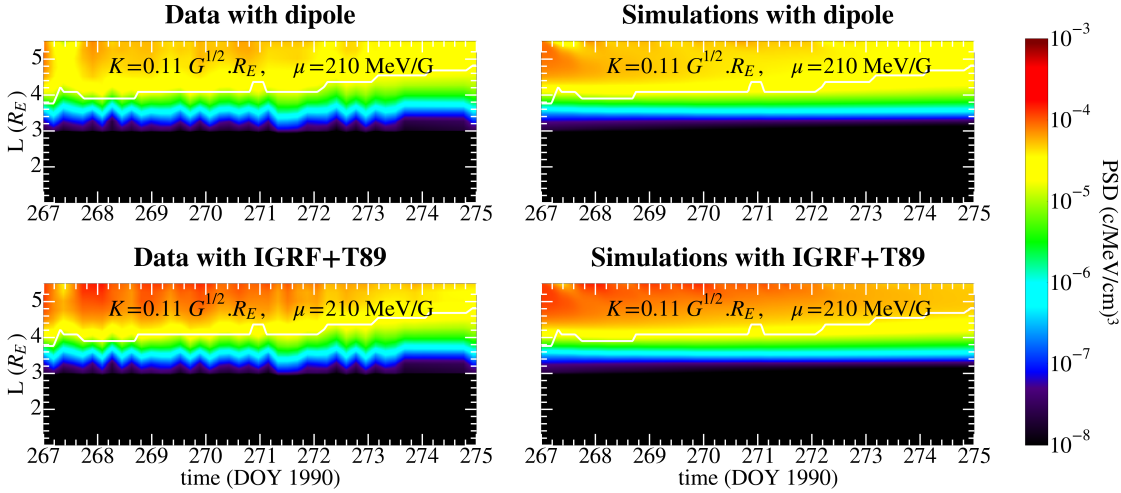 Data with dipole
Simulations with dipole
K=0.11 G^{1/2}.R_E, μ=210 MeV/G
K=0.11 G^{1/2}.R_E, μ=210 MeV/G
L (R_E)
5
4
3
2
267 268 269 270 271 272 273 274 275
267 268 269 270 271 272 273 274 275
Data with IGRF+T89
Simulations with IGRF+T89
K=0.11 G^{1/2}.R_E, μ=210 MeV/G
K=0.11 G^{1/2}.R_E, μ=210 MeV/G
L (R_E)
5
4
3
2
267 268 269 270 271 272 273 274 275
267 268 269 270 271 272 273 274 275
time (DOY 1990)
time (DOY 1990)
10^{-3}
10^{-4}
10^{-5}
10^{-6}
10^{-7}
10^{-8}
PSD (c/MeV/cm)^3